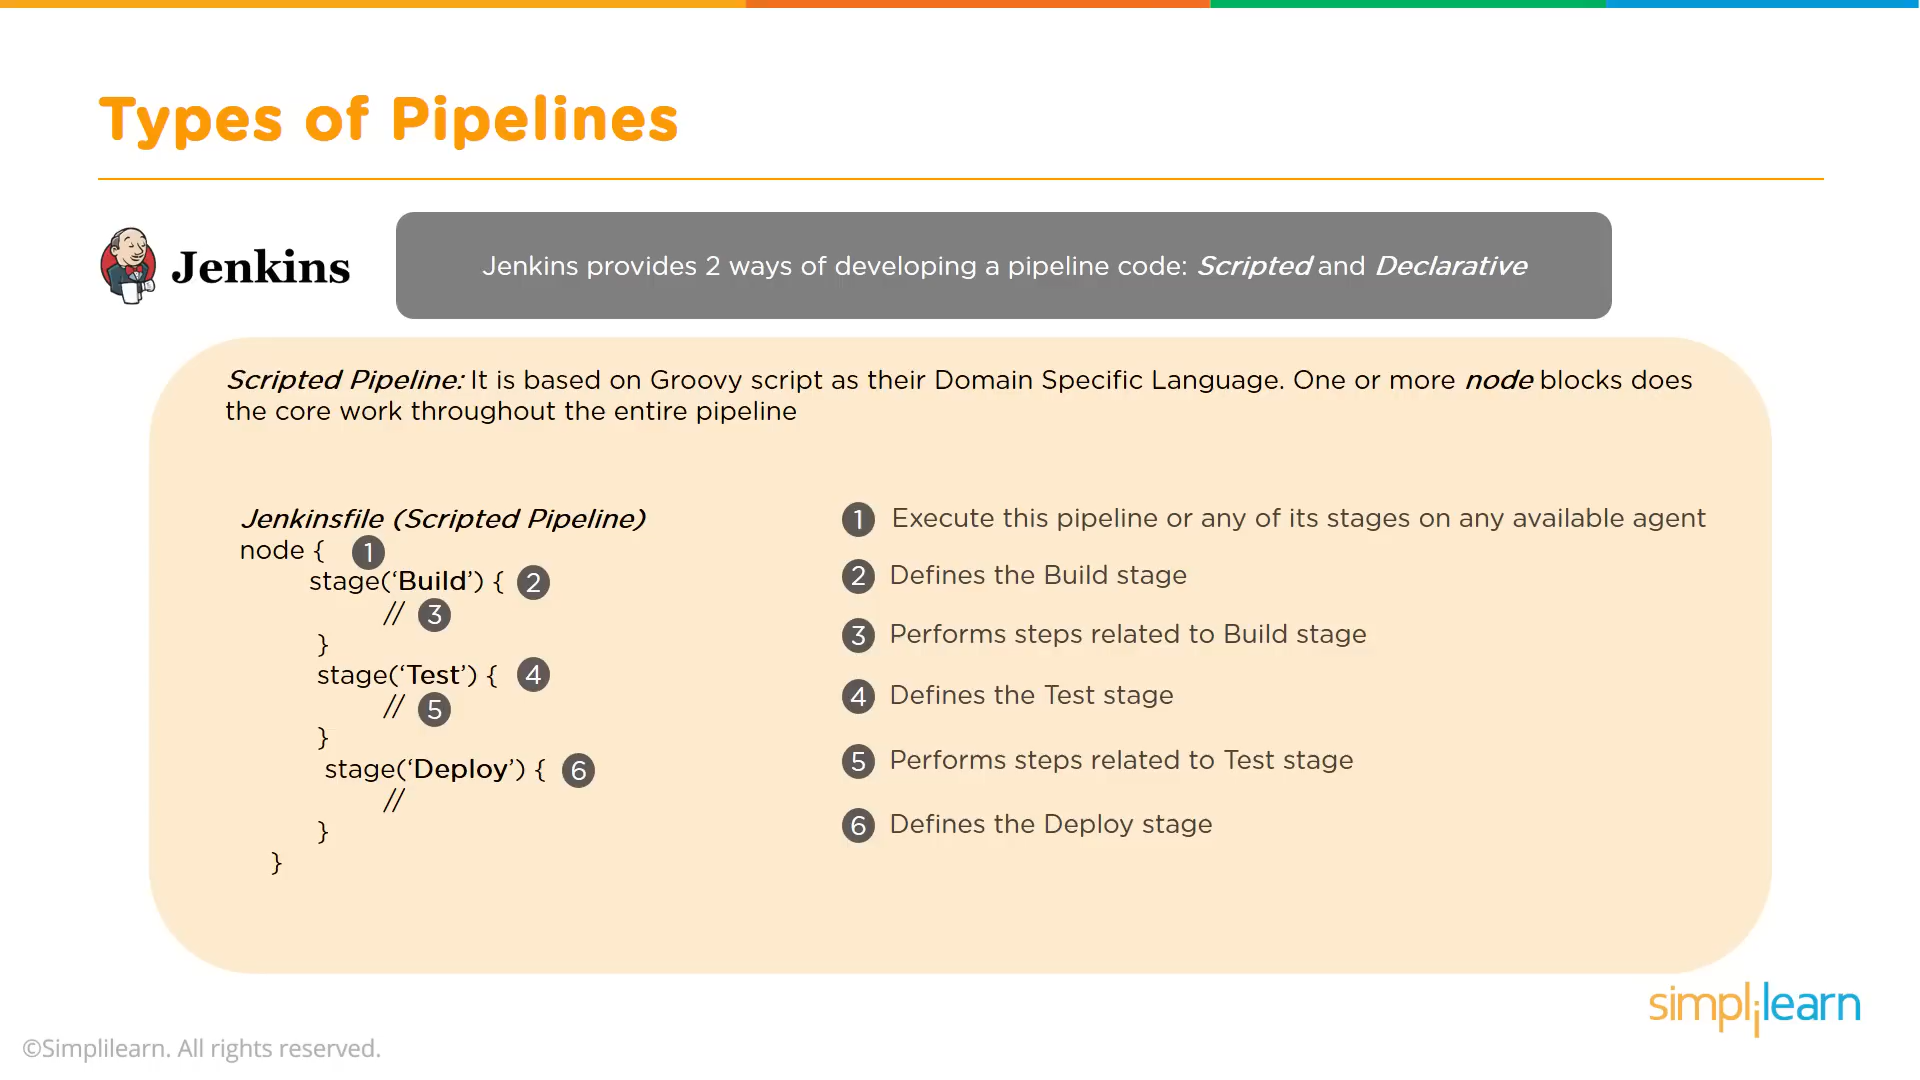 Types of Pipelines
Jenkins
Jenkins provides 2 ways of developing a pipeline code: Scripted and Declarative
Scripted Pipeline: It is based on Groovy script as their Domain Specific Language. One or more node blocks does
the core work throughout the entire pipeline
Jenkinsfile (Scripted Pipeline)
node { 1
stage(‘Build’) { 2
// 3
}
stage(‘Test’) { 4
// 5
}
stage(‘Deploy’) { 6
//
}
}
1 Execute this pipeline or any of its stages on any available agent
2 Defines the Build stage
3 Performs steps related to Build stage
4 Defines the Test stage
5 Performs steps related to Test stage
6 Defines the Deploy stage
simplilearn
©Simplilearn. All rights reserved.